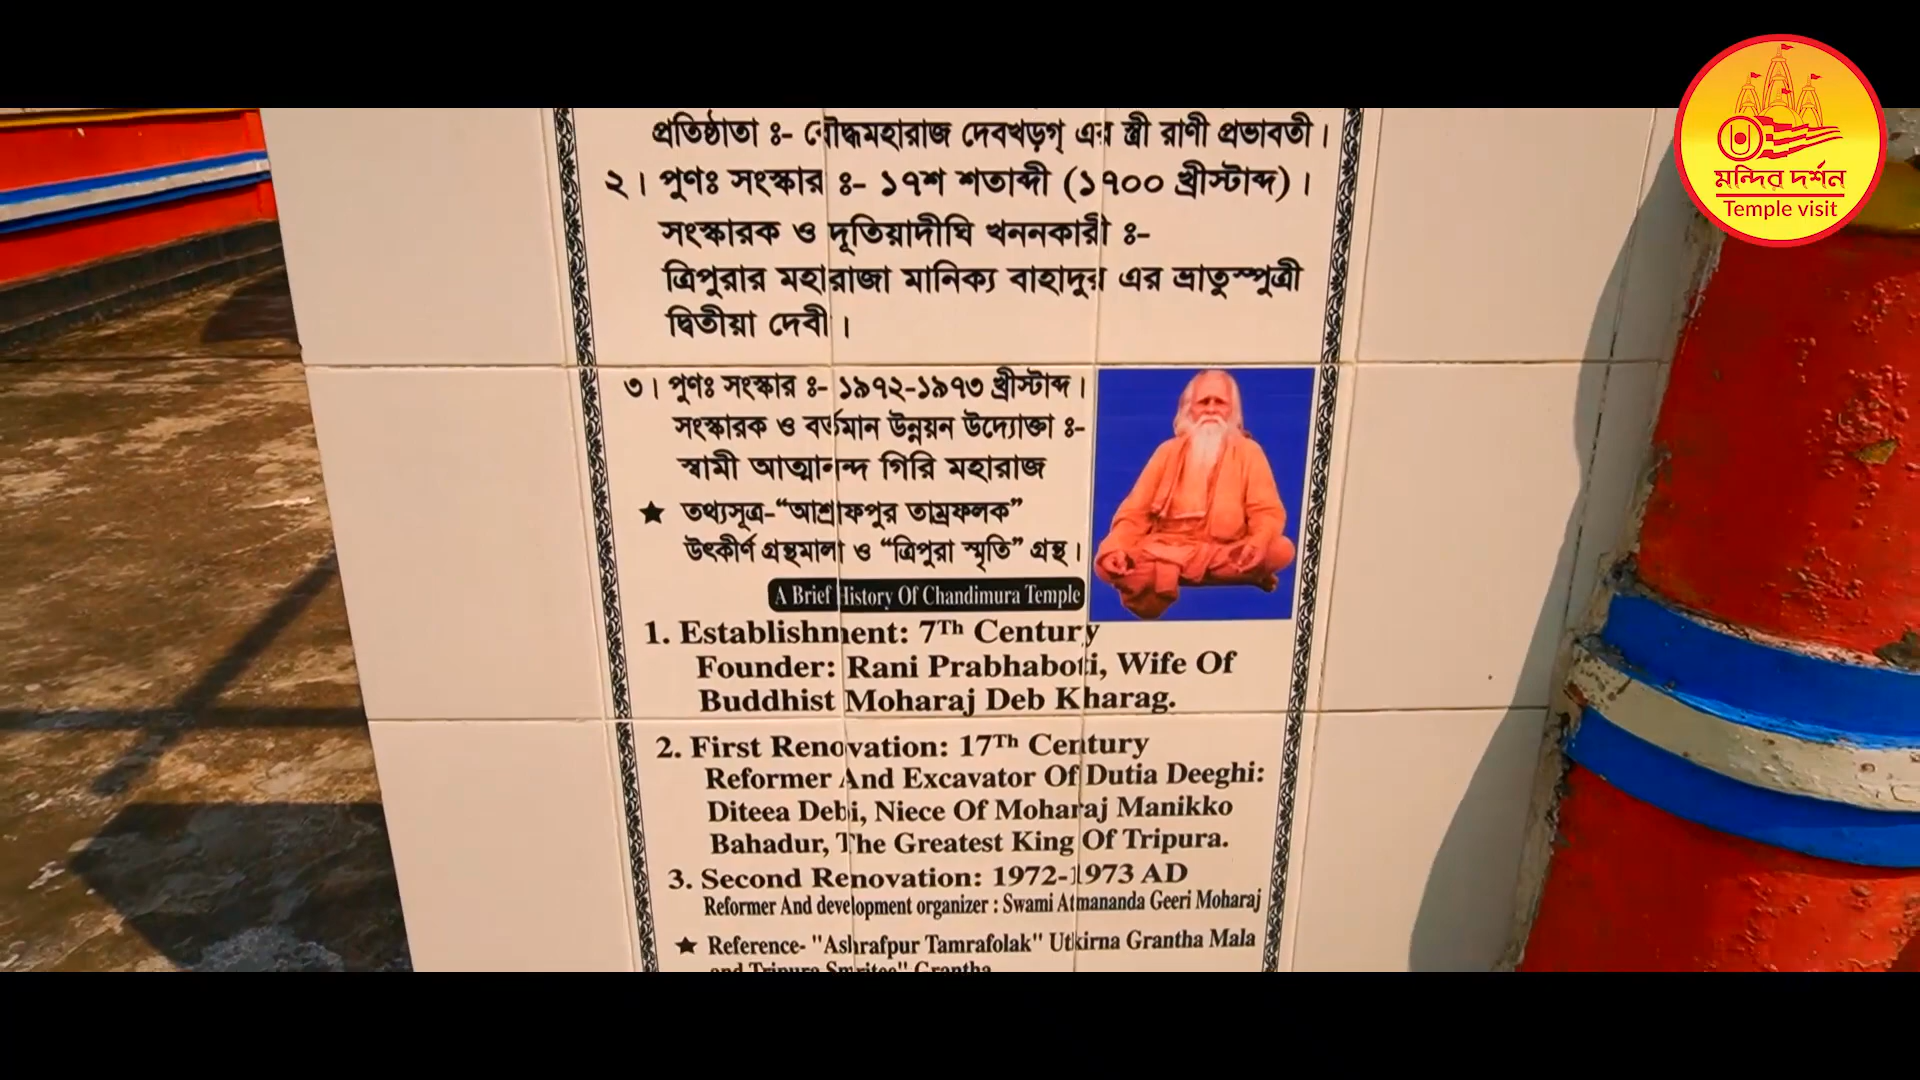 প্রতিষ্ঠাতা ঃ- বৌদ্ধমহারাজ দেবখড়গ্ এর স্ত্রী রাণী প্রভাবতী।
২। পুণঃ সংস্কার ঃ- ১৭শ শতাব্দী (১৭০০ খ্রীস্টাব্দ)।
সংস্কারক ও দূতিয়াদীঘি খননকারী ঃ-
ত্রিপুরার মহারাজা মানিক্য বাহাদুর এর ভ্রাতুস্পুত্রী
দ্বিতীয়া দেবী।
৩। পুণঃ সংস্কার ঃ- ১৯৭২-১৯৭৩ খ্রীস্টাব্দ।
সংস্কারক ও বর্তমান উন্নয়ন উদ্যোক্তা ঃ-
স্বামী আত্মানন্দ গিরি মহারাজ
★ তথ্যসূত্র-“আশ্রাফপুর তাম্রফলক”
উৎকীর্ণ গ্রন্থমালা ও “ত্রিপুরা স্মৃতি” গ্রন্থ।
A Brief History Of Chandimura Temple
1. Establishment: 7Th Century
Founder: Rani Prabhaboti, Wife Of
Buddhist Moharaj Deb Kharag.
2. First Renovation: 17Th Century
Reformer And Excavator Of Dutia Deeghi:
Diteea Debi, Niece Of Moharaj Manikko
Bahadur, The Greatest King Of Tripura.
3. Second Renovation: 1972-1973 AD
Reformer And development organizer : Swami Atmananda Geeri Moharaj
★ Reference- "Ashrafpur Tamrafolak" Utkirna Grantha Mala
and Tripura Smritee" Grantha
মন্দির দর্শন
Temple visit